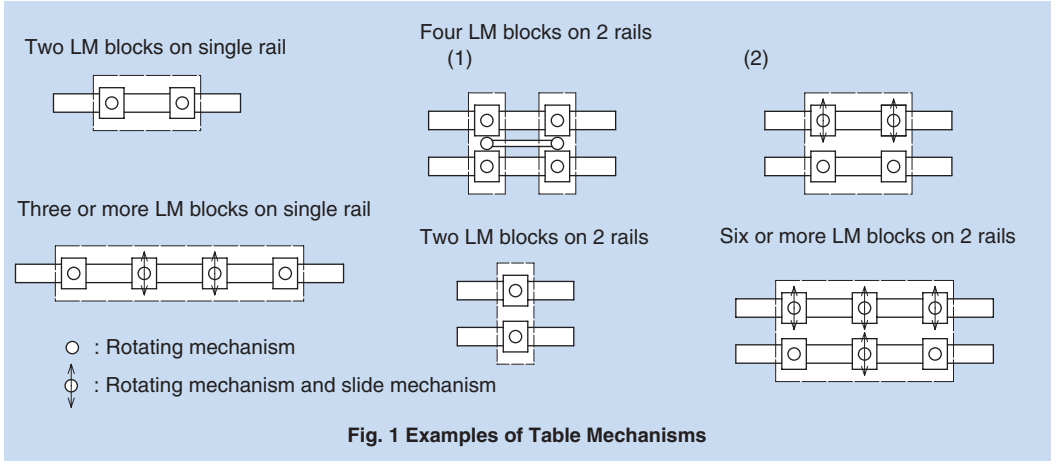 Two LM blocks on single rail
Four LM blocks on 2 rails
(1)
(2)
Three or more LM blocks on single rail
Two LM blocks on 2 rails
Six or more LM blocks on 2 rails
: Rotating mechanism
: Rotating mechanism and slide mechanism
Fig. 1 Examples of Table Mechanisms